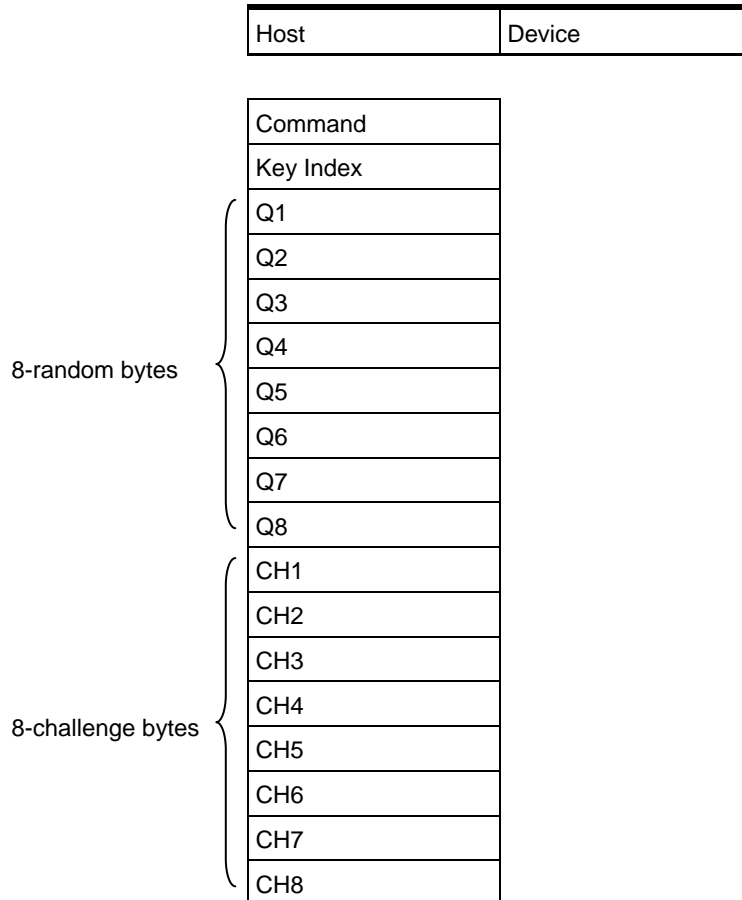 Host Device
Command
Key Index
Q1
Q2
Q3
Q4
8-random bytes
Q5
Q6
Q7
Q8
CH1
CH2
CH3
CH4
8-challenge bytes
CH5
CH6
CH7
CH8